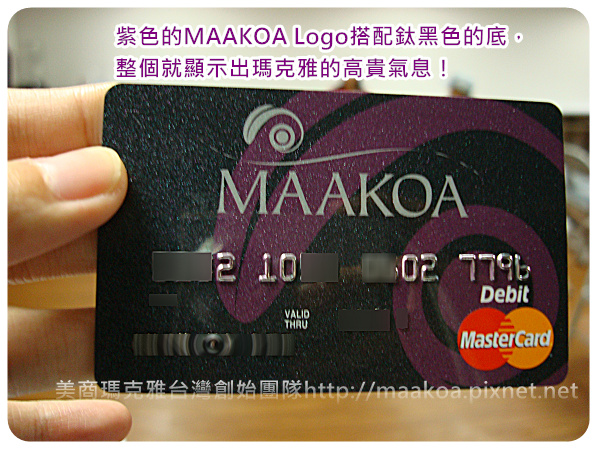 紫色的MAAKOA Logo搭配鈦黑色的底，
整個就顯示出瑪克雅的高貴氣息！
MAAKOA
2 10 02 7796
Debit
VALID
THRU
MasterCard
美商瑪克雅台灣創始團隊http://maakoa.pixnet.net